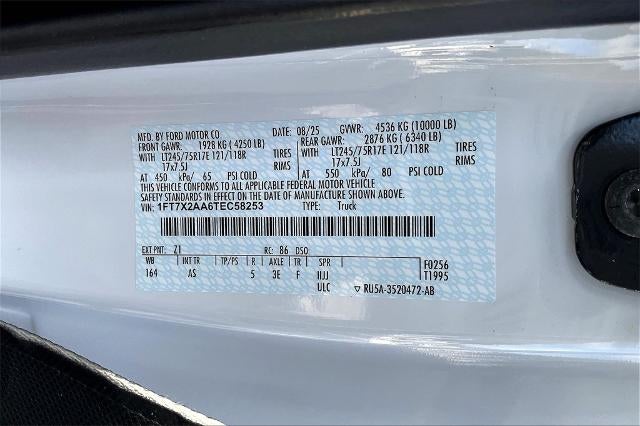 MFD. BY FORD MOTOR CO DATE: 08/25 GVWR: 4536 KG (10000 LB)
FRONT GAWR: 1928 KG ( 4250 LB) REAR GAWR: 2876 KG ( 6340 LB)
WITH LT245/75R17E 121/118R TIRES WITH LT245/75R17E 121/118R TIRES
17x7.5J RIMS 17x7.5J RIMS
AT 450 kPa/ 65 PSI COLD AT 550 kPa/ 80 PSI COLD
THIS VEHICLE CONFORMS TO ALL APPLICABLE FEDERAL MOTOR VEHICLE
SAFETY STANDARDS IN EFFECT ON THE DATE OF MANUFACTURE SHOWN ABOVE.
VIN: 1FT7X2AA6TEC58253 TYPE: Truck
EXT PNT: Z1 RC: 86 DSO: F0256
WB INT TR TP/PS R AXLE TR SPR T1995
164 AS 5 3E F IIJJ
ULC ▽ RU5A-3520472-AB